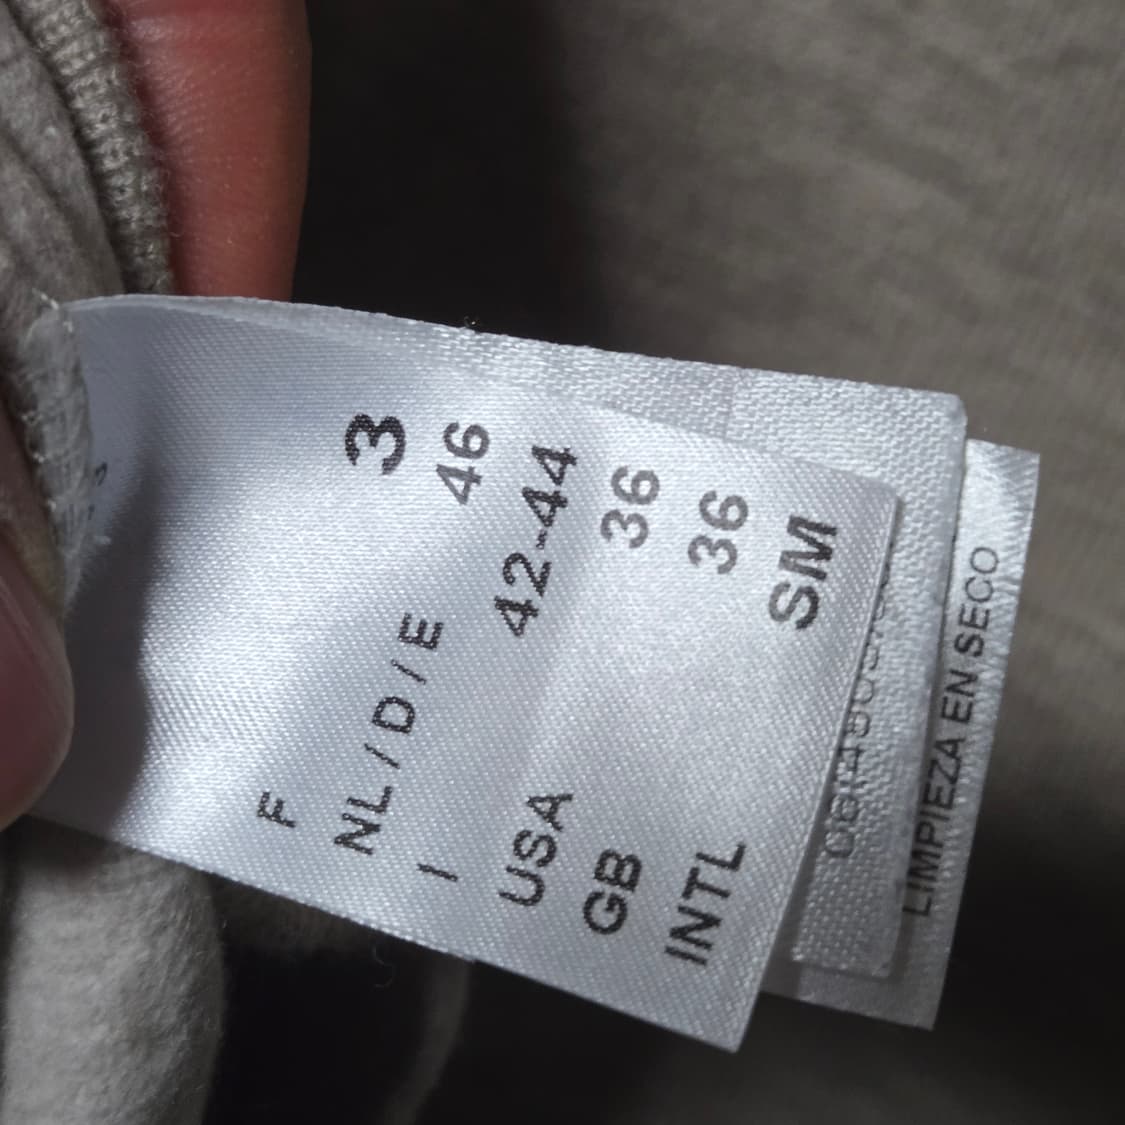 F 3
NL / D / E 46
I 42-44
USA 36
GB 36
INTL SM
LIMPIEZA EN SECO